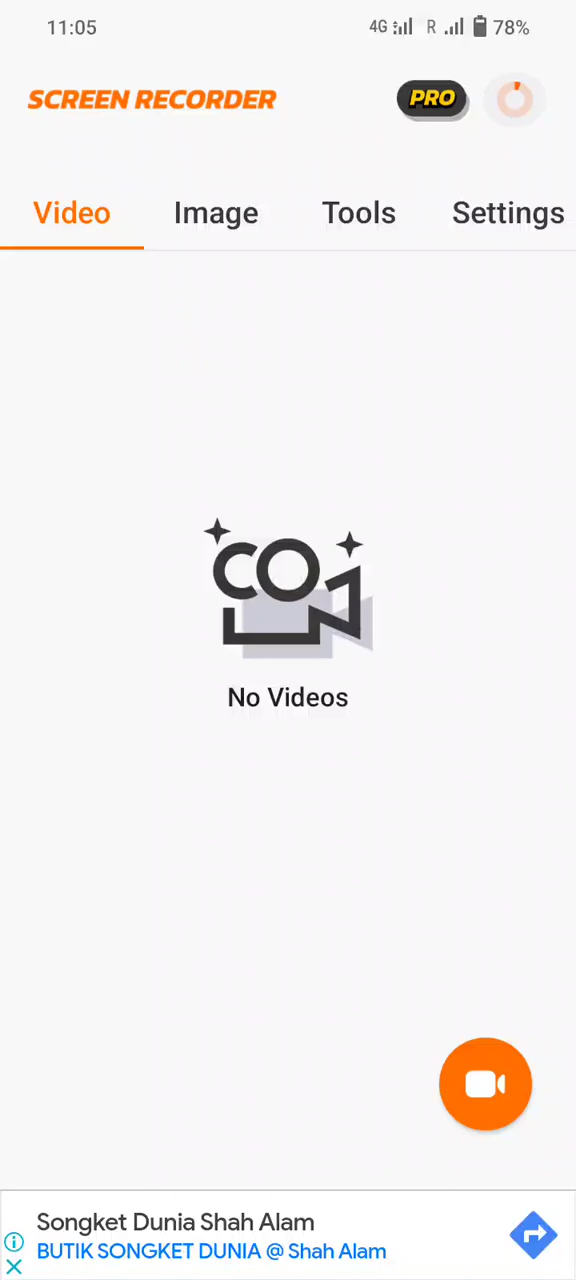 11:05
4G R 78%
SCREEN RECORDER
PRO
Video Image Tools Settings
No Videos
Songket Dunia Shah Alam
BUTIK SONGKET DUNIA @ Shah Alam